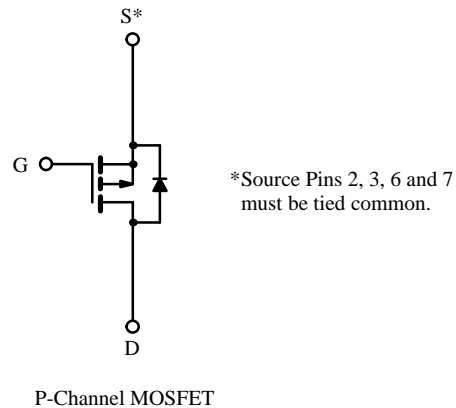 S*
G
*Source Pins 2, 3, 6 and 7
must be tied common.
D
P-Channel MOSFET